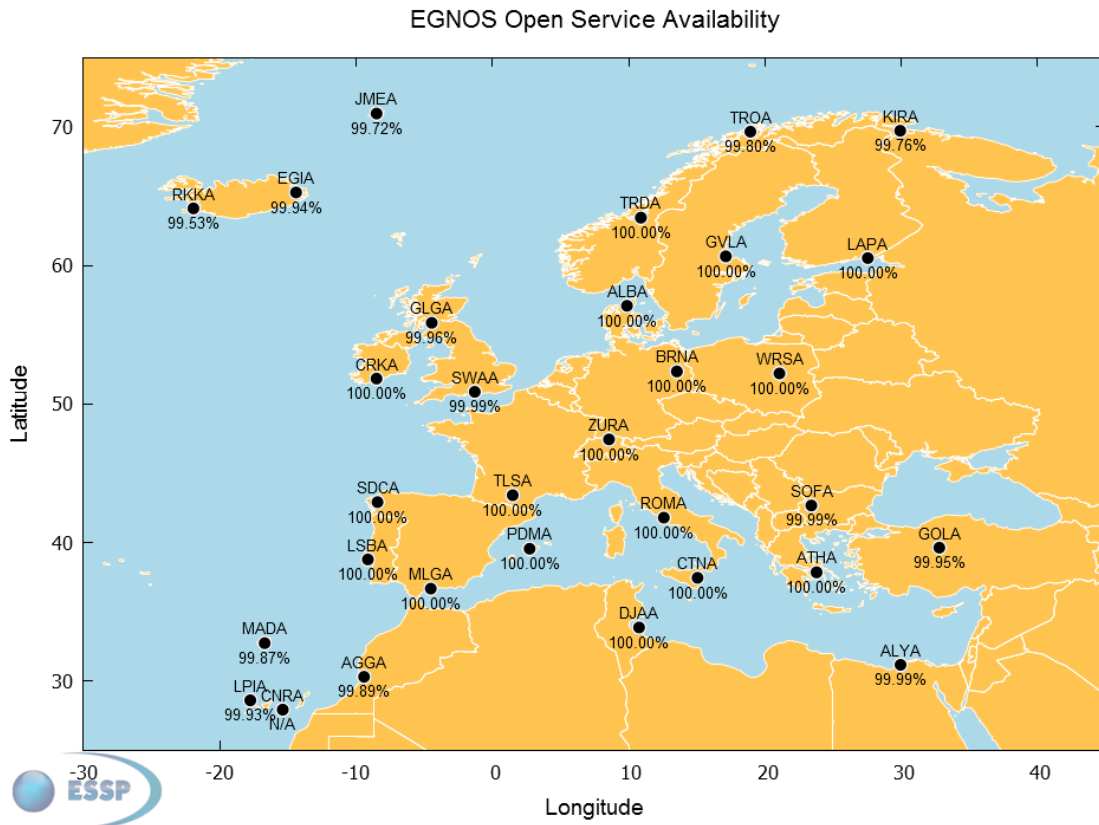 EGNOS Open Service Availability
JMEA
99.72%
TROA
99.80%
KIRA
99.76%
EGIA
99.94%
RKKA
99.53%
TRDA
100.00%
GVLA
100.00%
LAPA
100.00%
ALBA
100.00%
GLGA
99.96%
CRKA
100.00%
SWAA
99.99%
BRNA
100.00%
WRSA
100.00%
ZURA
100.00%
TLSA
100.00%
SDCA
100.00%
ROMA
100.00%
SOFA
99.99%
PDMA
100.00%
LSBA
100.00%
GOLA
99.95%
MLGA
100.00%
CTNA
100.00%
ATHA
100.00%
DJAA
100.00%
MADA
99.87%
AGGA
99.89%
ALYA
99.99%
LPIA
99.93%
CNRA
N/A
70
60
50
40
30
Latitude
-30 -20 -10 0 10 20 30 40
Longitude
ESSP